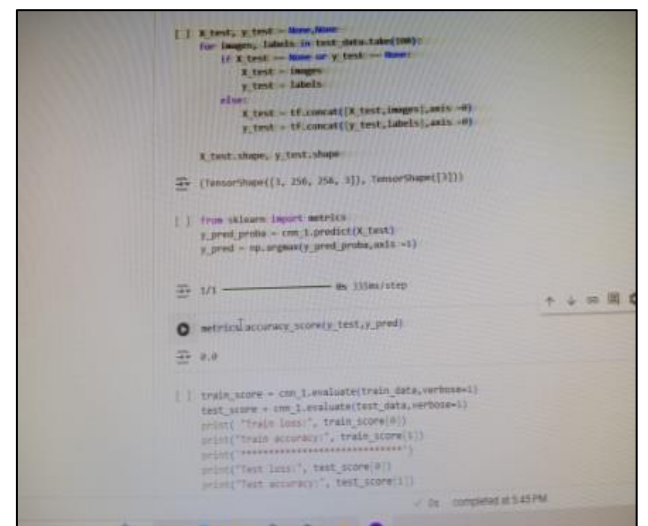 [ ] X_test, y_test = None,None
for images, labels in test_data.take(100):
if X_test == None or y_test == None:
X_test = images
y_test = labels
else:
X_test = tf.concat([X_test,images],axis =0)
y_test = tf.concat([y_test,labels],axis =0)
X_test.shape, y_test.shape
(TensorShape([3, 256, 256, 3]), TensorShape([3]))
[ ] from sklearn import metrics
y_pred_proba = cnn_1.predict(X_test)
y_pred = np.argmax(y_pred_proba,axis =1)
1/1 0s 335ms/step
metrics.accuracy_score(y_test,y_pred)
0.0
[ ] train_score = cnn_1.evaluate(train_data,verbose=1)
test_score = cnn_1.evaluate(test_data,verbose=1)
print( "Train loss:", train_score[0])
print("Train accuracy:", train_score[1])
print("Test loss:", test_score[0])
print("Test accuracy:", test_score[1])
✓ 0s completed at 5:45 PM